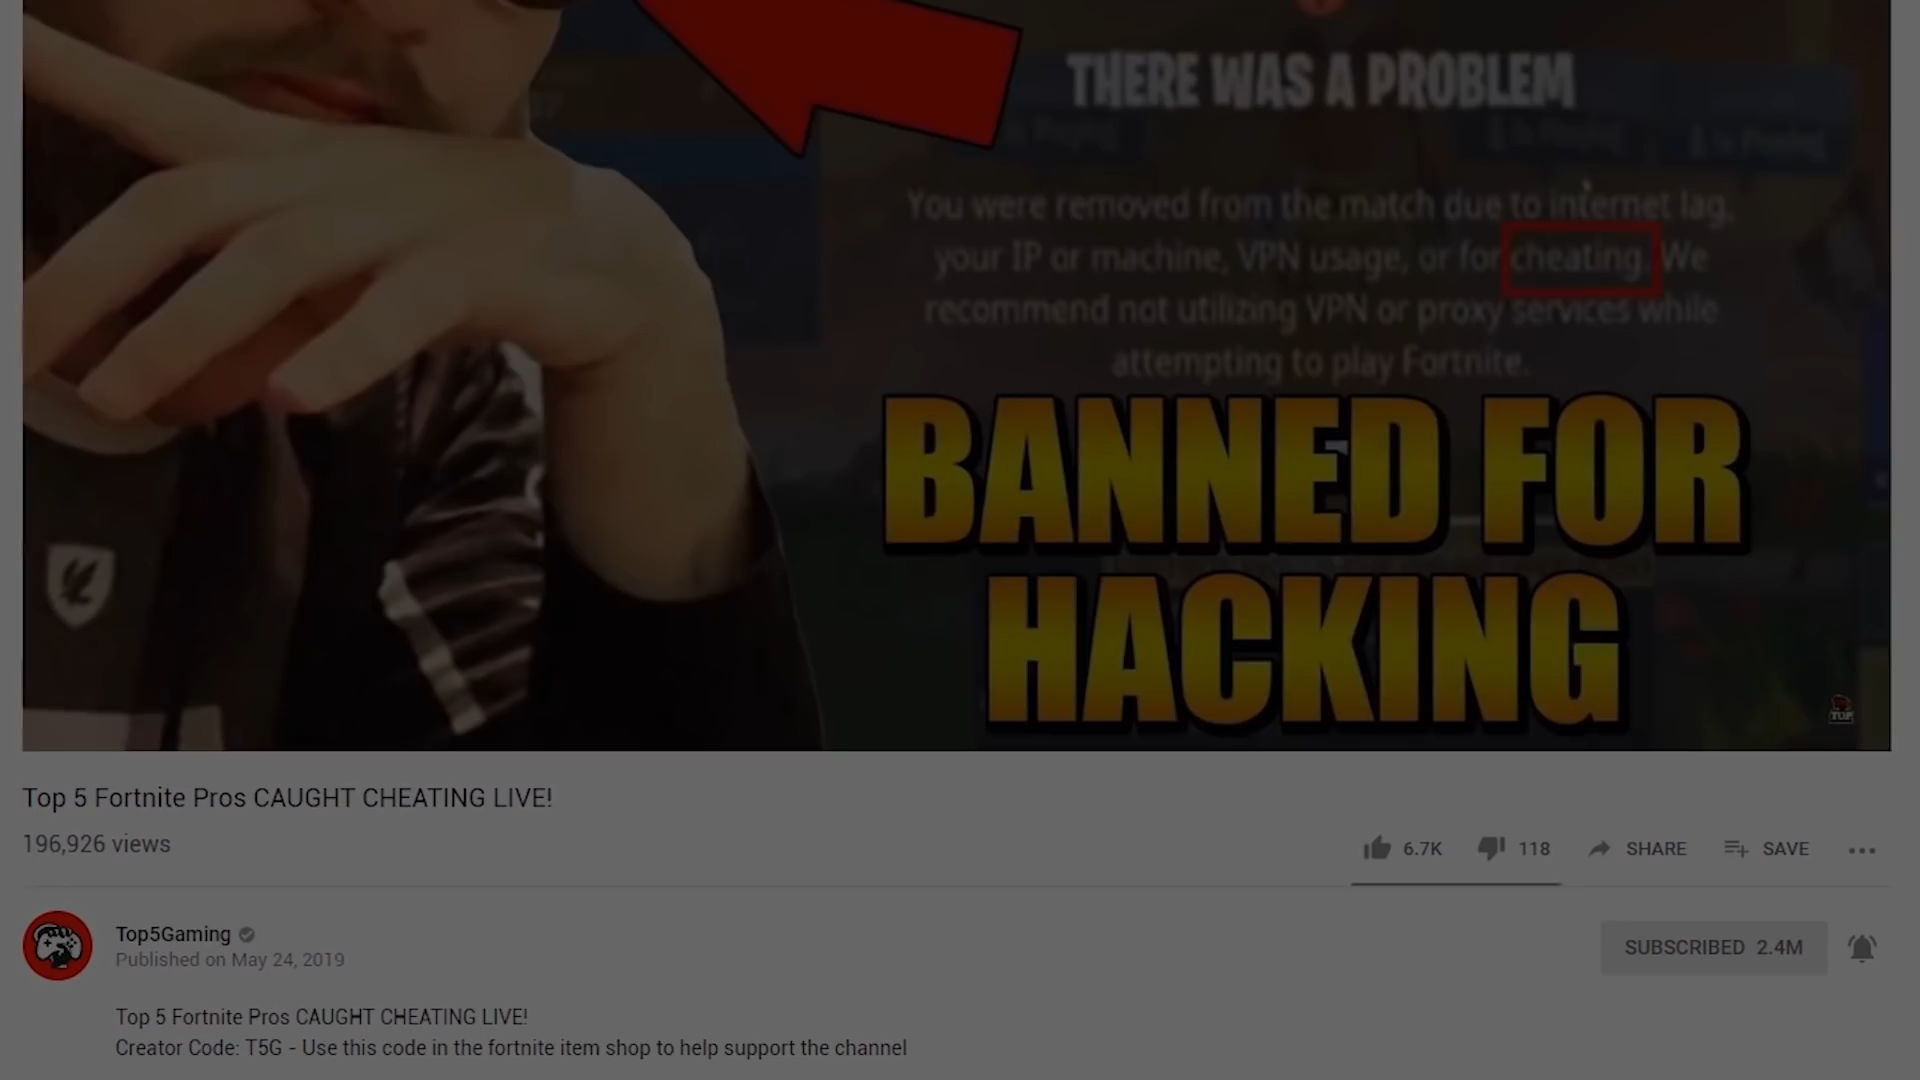 THERE WAS A PROBLEM
You were removed from the match due to internet lag,
your IP or machine, VPN usage, or for cheating. We
recommend not utilizing VPN or proxy services while
attempting to play Fortnite.
BANNED FOR
HACKING
TOP
Top 5 Fortnite Pros CAUGHT CHEATING LIVE!
196,926 views
6.7K
118
SHARE
SAVE
Top5Gaming
Published on May 24, 2019
SUBSCRIBED 2.4M
Top 5 Fortnite Pros CAUGHT CHEATING LIVE!
Creator Code: T5G - Use this code in the fortnite item shop to help support the channel